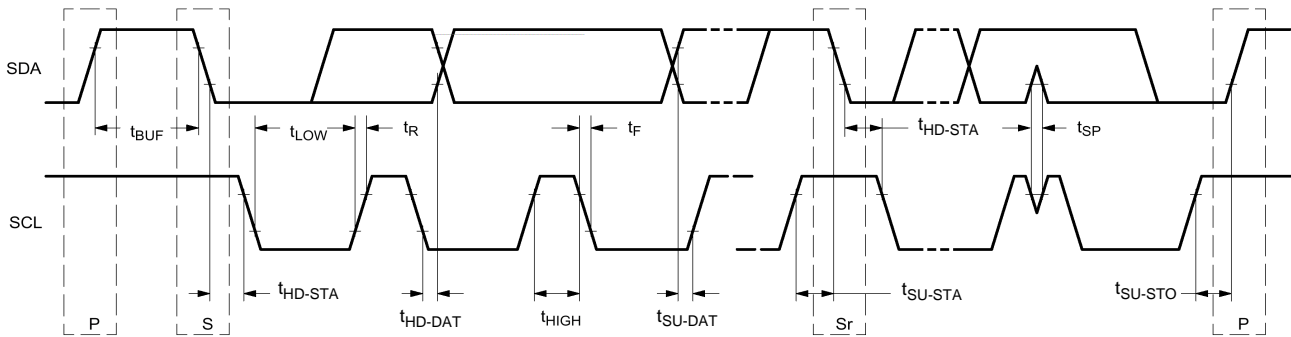 SDA
tBUF
tLOW
tR
tF
tHD-STA
tSP
SCL
tHD-STA
tHD-DAT
tHIGH
tSU-DAT
tSU-STA
tSU-STO
P
S
Sr
P